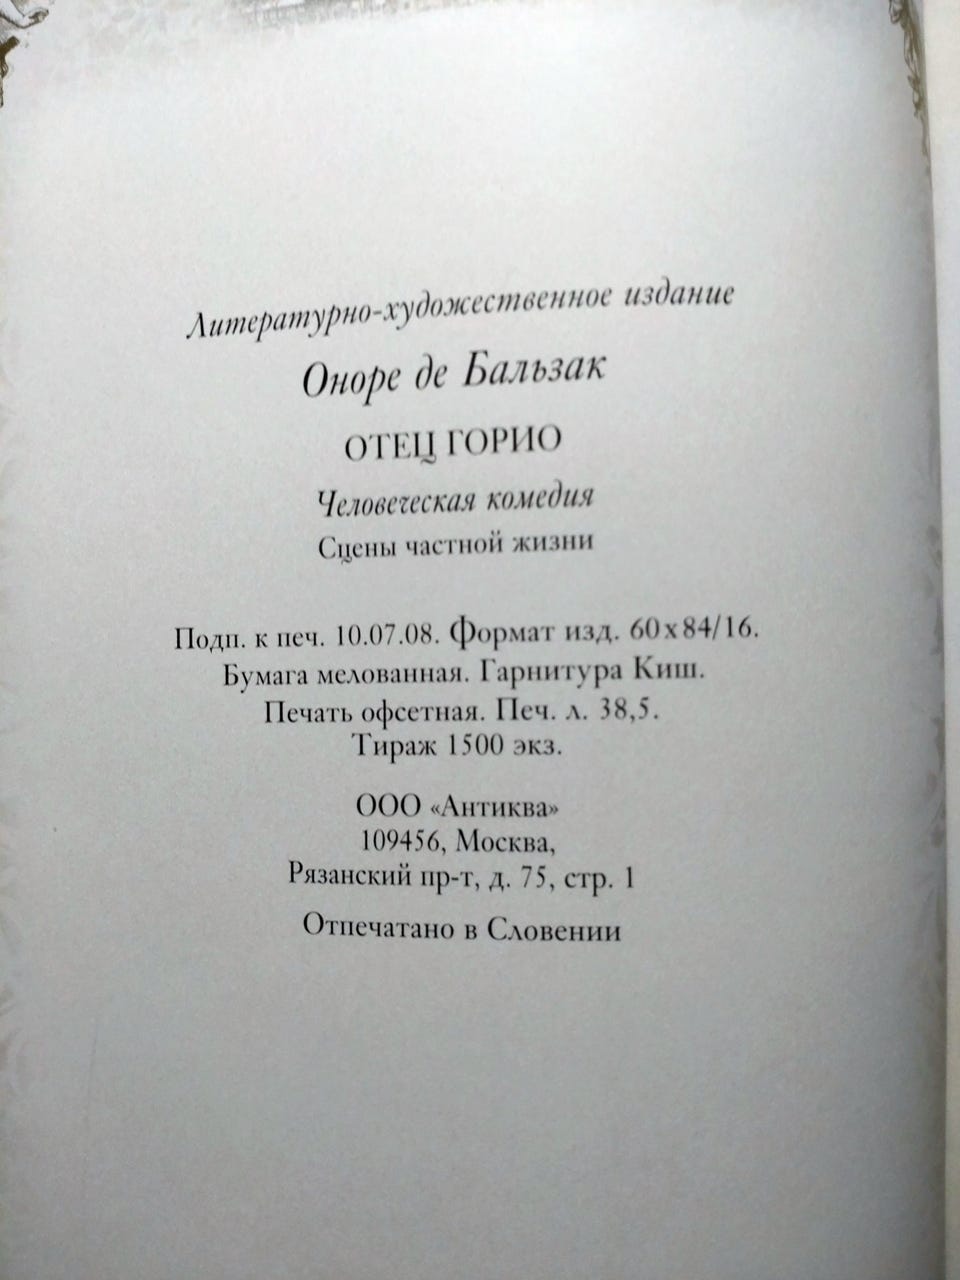 Литературно-художественное издание
Оноре де Бальзак
ОТЕЦ ГОРИО
Человеческая комедия
Сцены частной жизни
Подп. к печ. 10.07.08. Формат изд. 60х84/16.
Бумага мелованная. Гарнитура Киш.
Печать офсетная. Печ. л. 38,5.
Тираж 1500 экз.
ООО «Антиква»
109456, Москва,
Рязанский пр-т, д. 75, стр. 1
Отпечатано в Словении